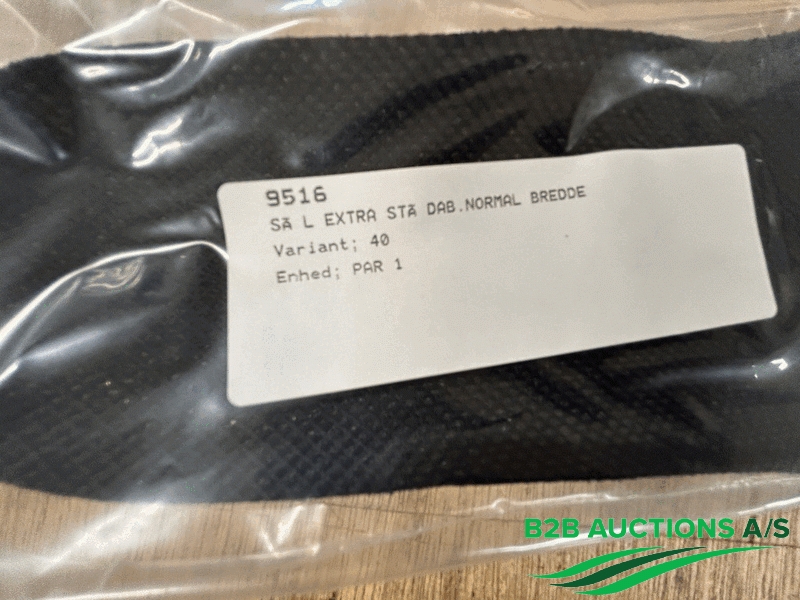 9516
SÃ L EXTRA STÃ DAB.NORMAL BREDDE
Variant; 40
Enhed; PAR 1
B2B AUCTIONS A/S